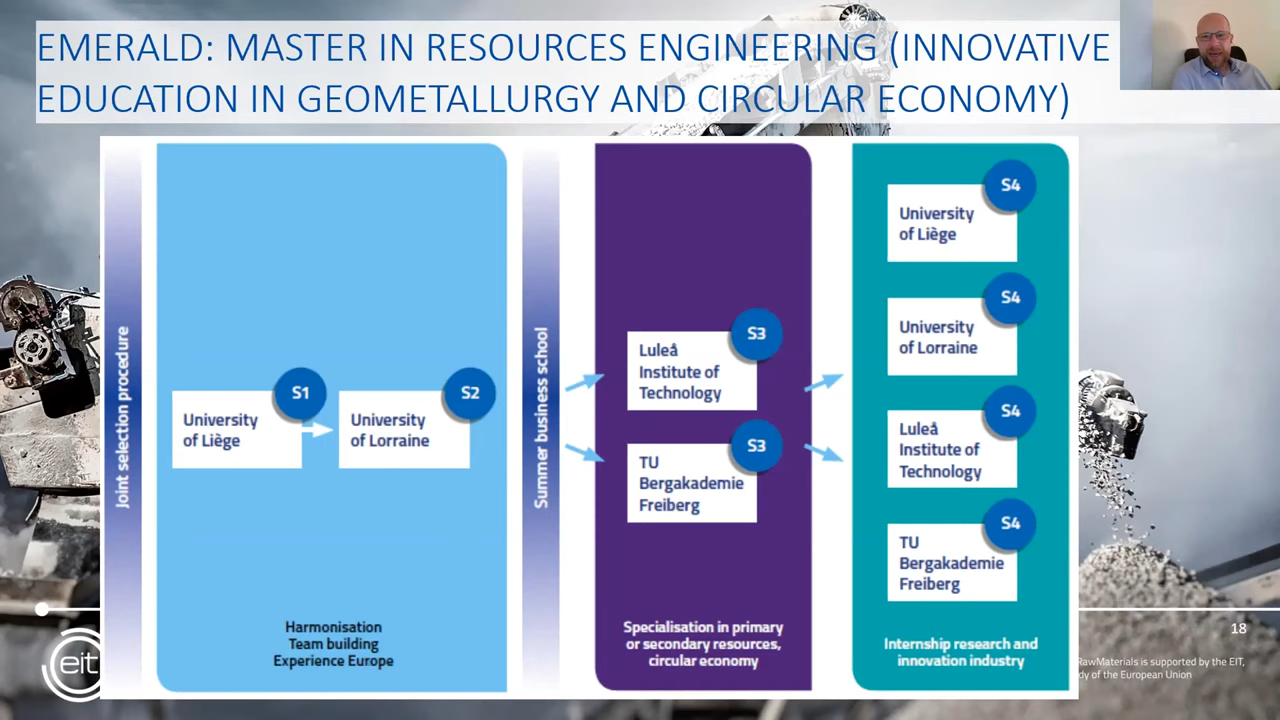 EMERALD: MASTER IN RESOURCES ENGINEERING (INNOVATIVE
EDUCATION IN GEOMETALLURGY AND CIRCULAR ECONOMY)
Joint selection procedure
S1
University
of Liège
S2
University
of Lorraine
Harmonisation
Team building
Experience Europe
Summer business school
S3
Luleå
Institute of
Technology
S3
TU
Bergakademie
Freiberg
Specialisation in primary
or secondary resources,
circular economy
S4
University
of Liège
S4
University
of Lorraine
S4
Luleå
Institute of
Technology
S4
TU
Bergakademie
Freiberg
Internship research and
innovation industry
eit
18
RawMaterials is supported by the EIT,
dy of the European Union